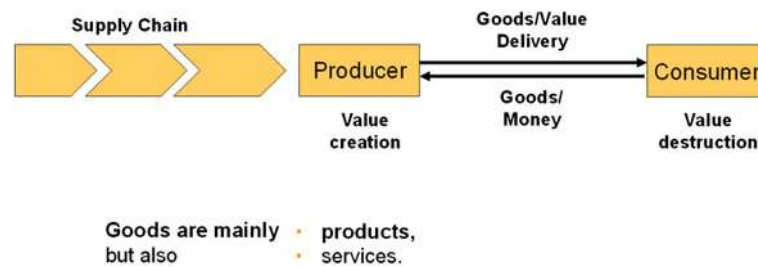 Supply Chain
Goods/Value
Delivery
Producer
Consumer
Goods/
Money
Value
creation
Value
destruction
Goods are mainly • products,
but also • services.